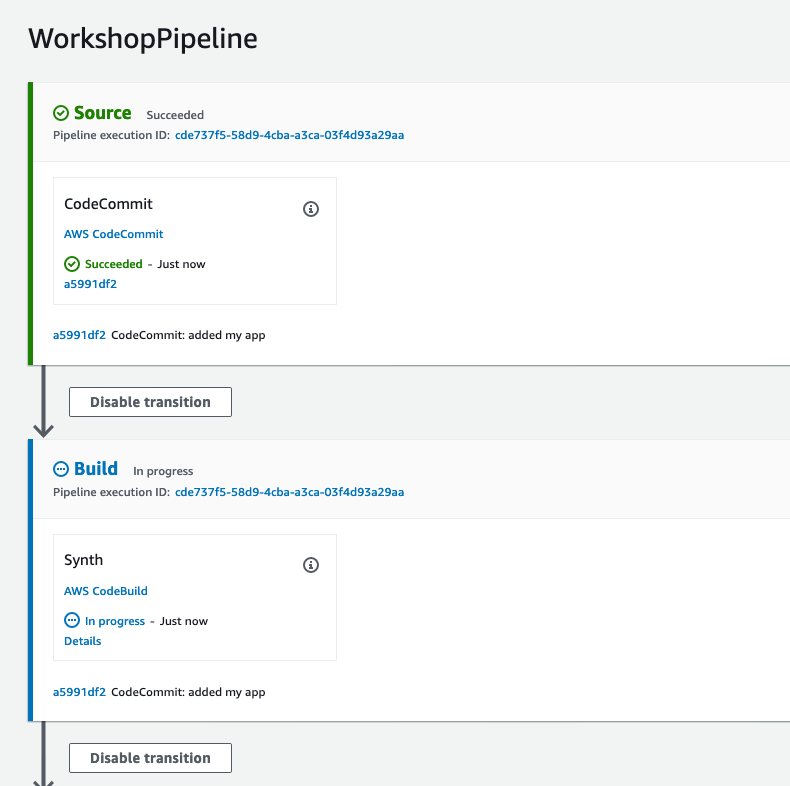 WorkshopPipeline
Source Succeeded
Pipeline execution ID: cde737f5-58d9-4cba-a3ca-03f4d93a29aa
CodeCommit
AWS CodeCommit
Succeeded - Just now
a5991df2
a5991df2 CodeCommit: added my app
Disable transition
Build In progress
Pipeline execution ID: cde737f5-58d9-4cba-a3ca-03f4d93a29aa
Synth
AWS CodeBuild
In progress - Just now
Details
a5991df2 CodeCommit: added my app
Disable transition